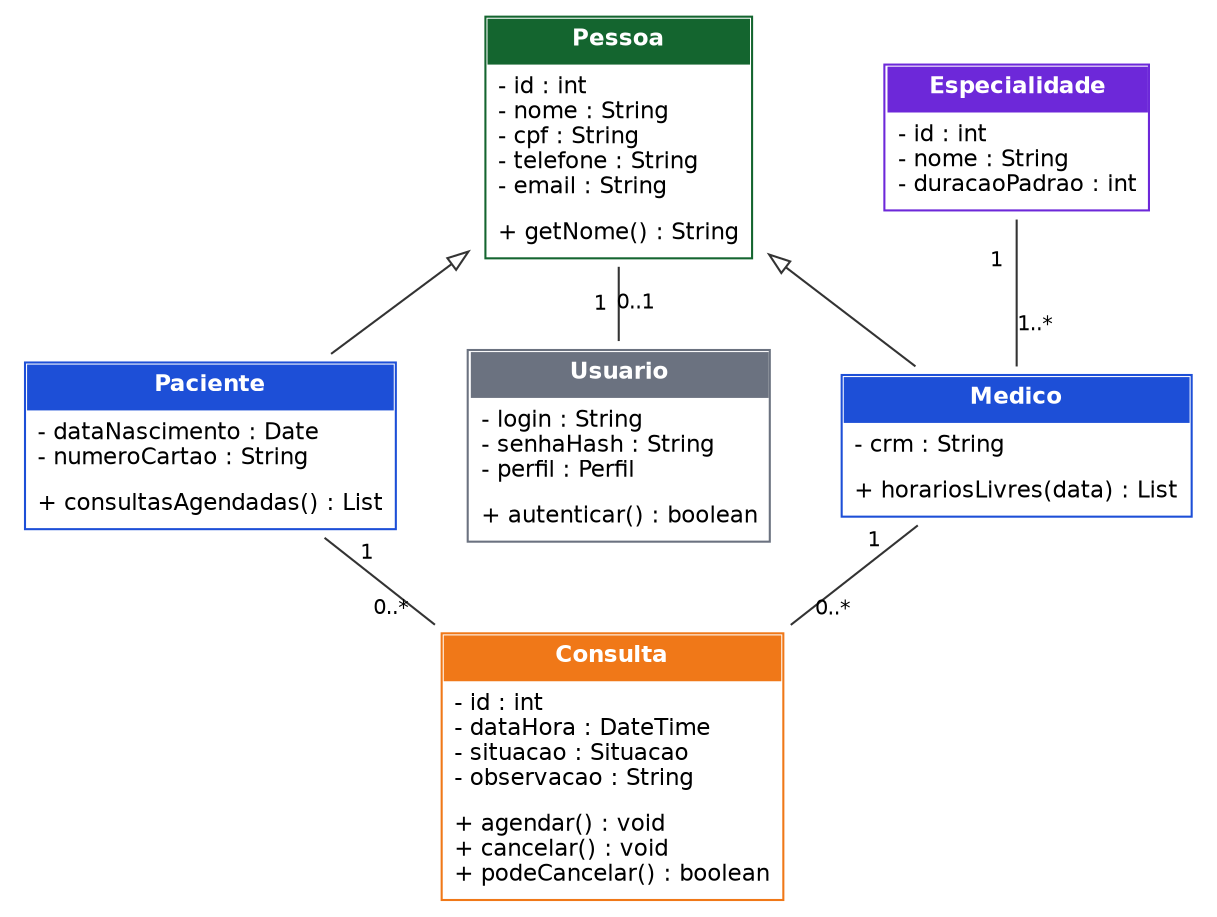 Pessoa
- id : int
- nome : String
- cpf : String
- telefone : String
- email : String
+ getNome() : String
Especialidade
- id : int
- nome : String
- duracaoPadrao : int
1
1..*
1
0..1
Paciente
- dataNascimento : Date
- numeroCartao : String
+ consultasAgendadas() : List
Usuario
- login : String
- senhaHash : String
- perfil : Perfil
+ autenticar() : boolean
Medico
- crm : String
+ horariosLivres(data) : List
1
0..*
1
0..*
Consulta
- id : int
- dataHora : DateTime
- situacao : Situacao
- observacao : String
+ agendar() : void
+ cancelar() : void
+ podeCancelar() : boolean